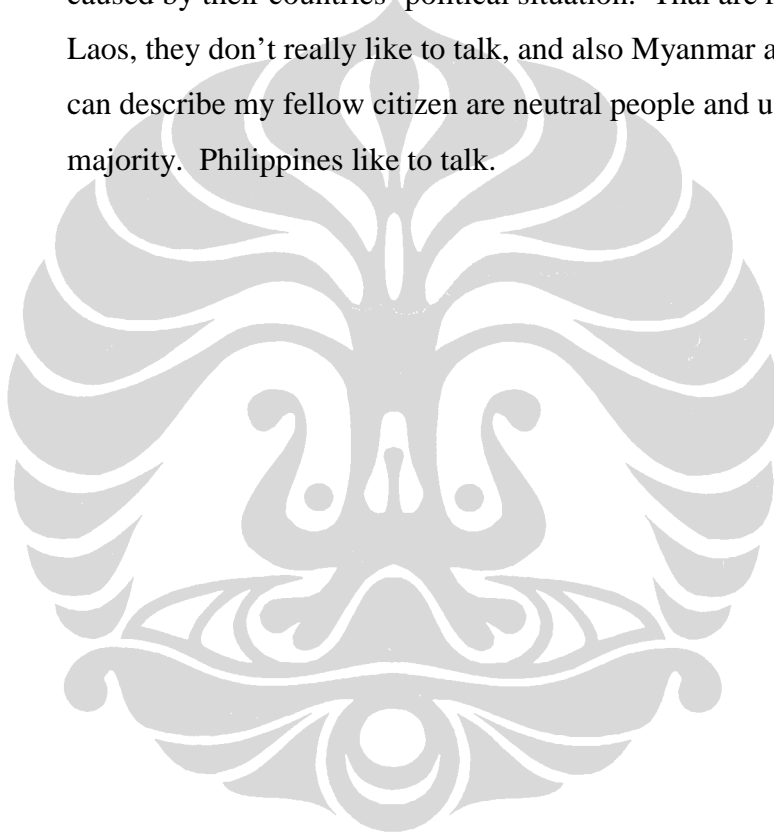 caused by their countries' political situation. Thai are
Laos, they don't really like to talk, and also Myanmar
can describe my fellow citizen are neutral people and
majority. Philippines like to talk.